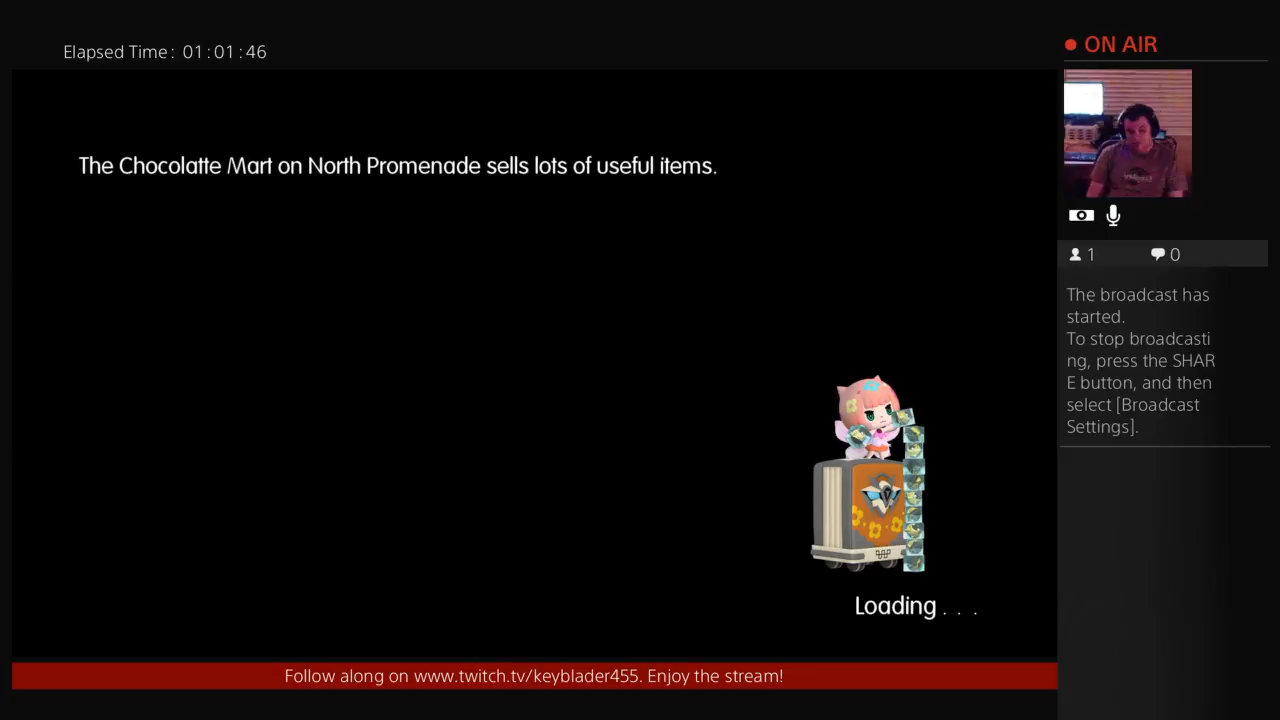 Elapsed Time: 01:01:46
ON AIR
The Chocolatte Mart on North Promenade sells lots of useful items.
1
0
The broadcast has
started.
To stop broadcasti
ng, press the SHAR
E button, and then
select [Broadcast
Settings].
Loading . . .
Follow along on www.twitch.tv/keyblader455. Enjoy the stream!